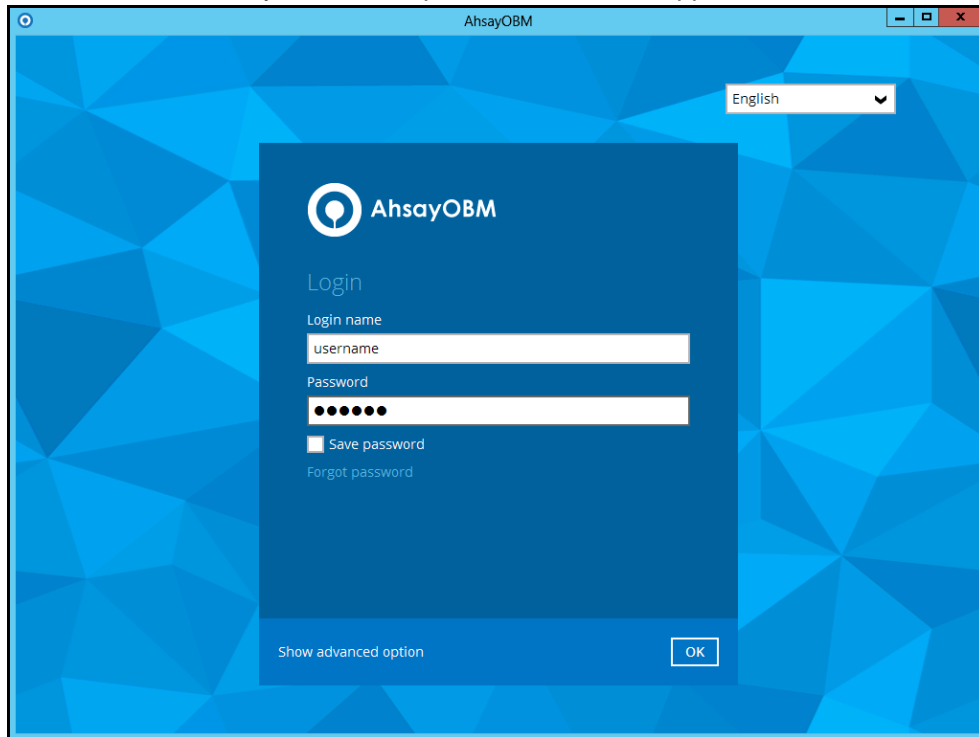 AhsayOBM
English
AhsayOBM
Login
Login name
username
Password
Save password
Forgot password
Show advanced option
OK